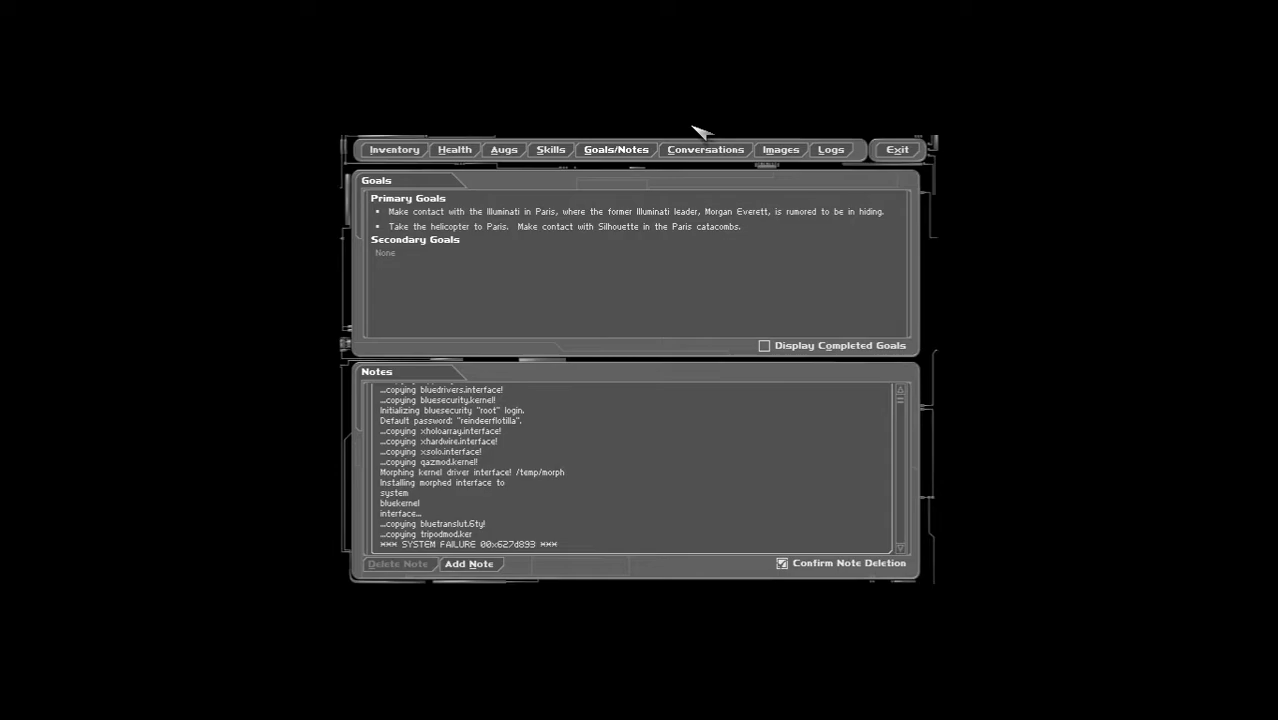 Inventory Health Augs Skills Goals/Notes Conversations Images Logs Exit
Goals
Primary Goals
• Make contact with the Illuminati in Paris, where the former Illuminati leader, Morgan Everett, is rumored to be in hiding.
• Take the helicopter to Paris. Make contact with Silhouette in the Paris catacombs.
Secondary Goals
None
Display Completed Goals
Notes
...copying bluedrivers.interface!
...copying bluesecurity.kernel!
Initializing bluesecurity "root" login.
Default password: "reindeerflotilla".
...copying xholoarray.interface!
...copying xhardwire.interface!
...copying xsolo.interface!
...copying qazmod.kernel!
Morphing kernel driver interface! /temp/morph
Installing morphed interface to
system
bluekernel
interface...
...copying bluetranslut.6ty!
...copying tripodmod.ker
*** SYSTEM FAILURE 00x627d893 ***
Delete Note Add Note Confirm Note Deletion